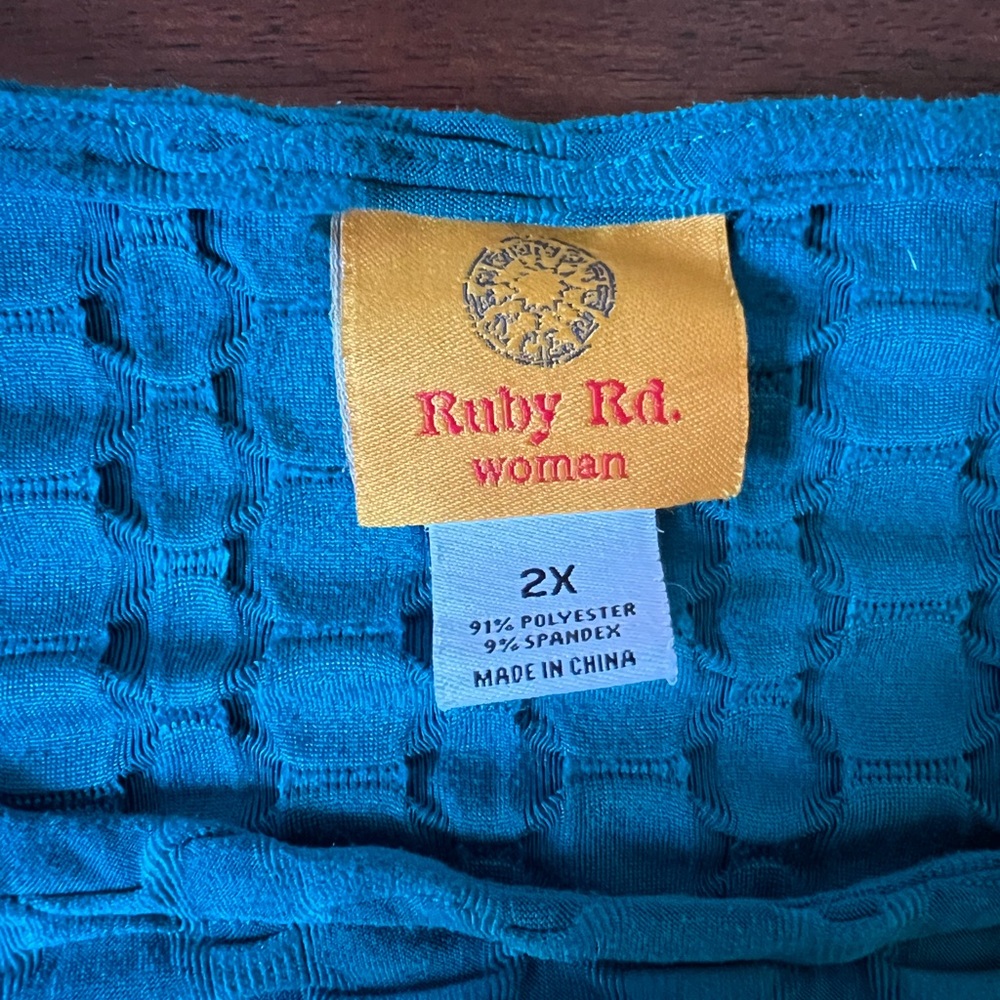 Ruby Rd.
woman
2X
91% POLYESTER
9% SPANDEX
MADE IN CHINA